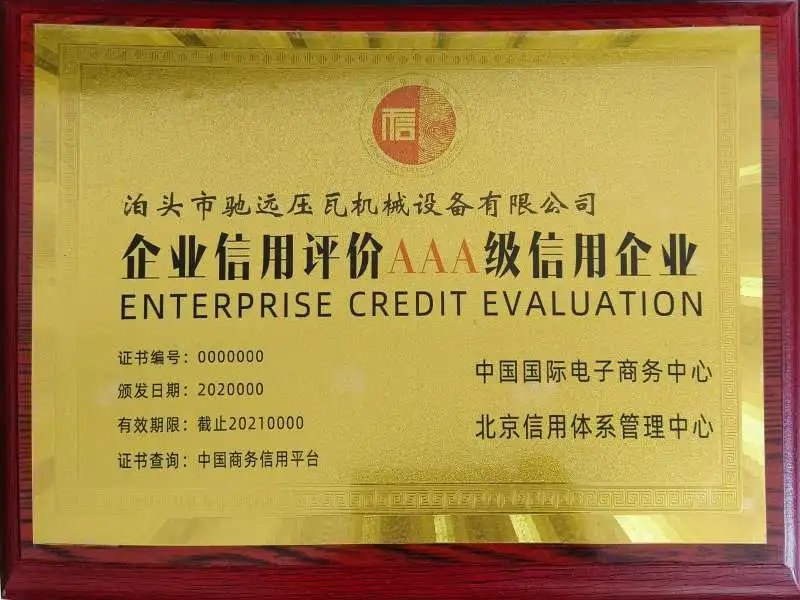 信
泊头市驰远压瓦机械设备有限公司
企业信用评价AAA级信用企业
ENTERPRISE CREDIT EVALUATION
证书编号：0000000
颁发日期：2020000
有效期限：截止20210000
证书查询：中国商务信用平台
中国国际电子商务中心
北京信用体系管理中心